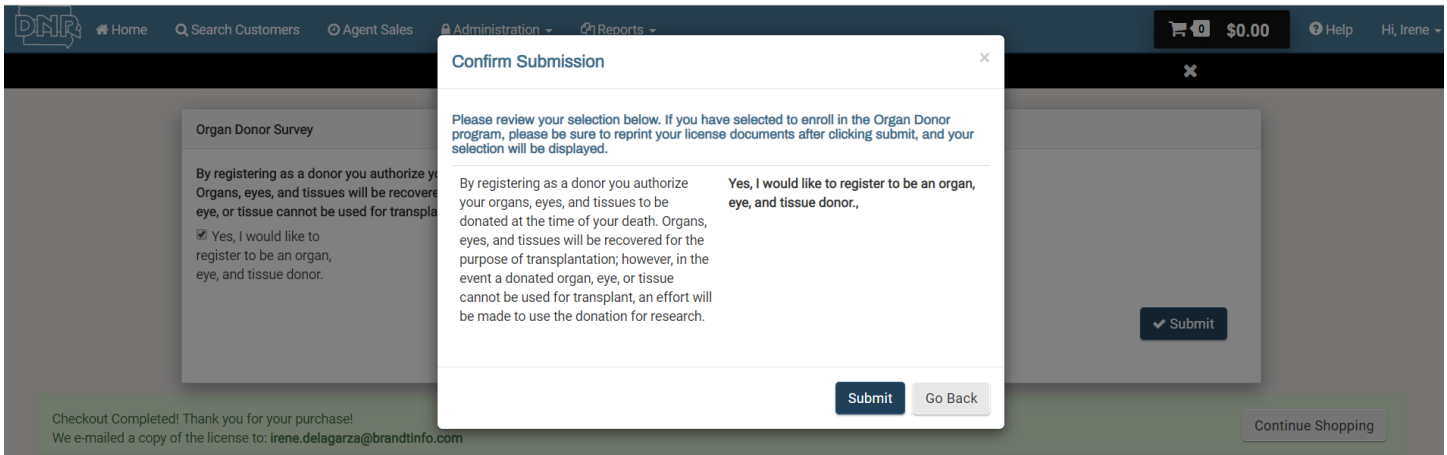 DNR Home Search Customers Agent Sales Administration Reports 0 $0.00 Help Hi, Irene
Confirm Submission ×
Please review your selection below. If you have selected to enroll in the Organ Donor
program, please be sure to reprint your license documents after clicking submit, and your
selection will be displayed.
By registering as a donor you authorize
your organs, eyes, and tissues to be
donated at the time of your death. Organs,
eyes, and tissues will be recovered for the
purpose of transplantation; however, in the
event a donated organ, eye, or tissue
cannot be used for transplant, an effort will
be made to use the donation for research.
Yes, I would like to register to be an organ,
eye, and tissue donor.,
Submit Go Back
Organ Donor Survey
By registering as a donor you authorize y
Organs, eyes, and tissues will be recovere
eye, or tissue cannot be used for transpla
Yes, I would like to
register to be an organ,
eye, and tissue donor.
Submit
Checkout Completed! Thank you for your purchase!
We e-mailed a copy of the license to: irene.delagarza@brandtinfo.com
Continue Shopping